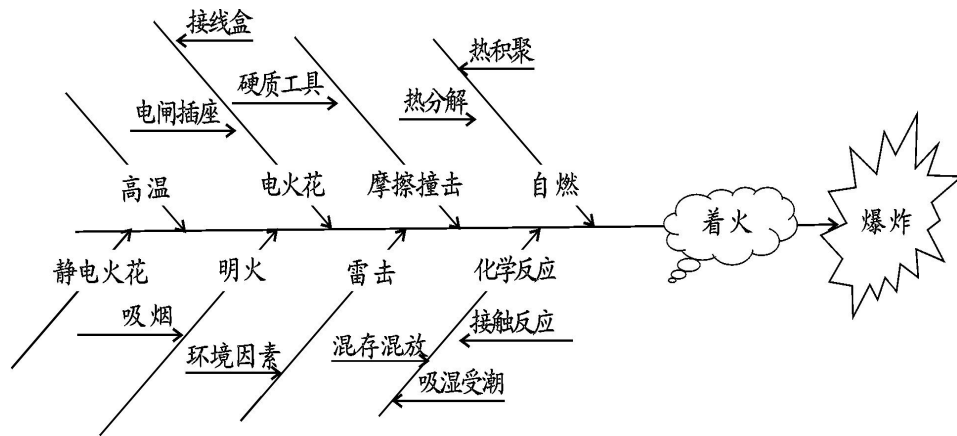 接线盒
热积聚
硬质工具
热分解
电闸插座
高温
电火花
摩擦撞击
自燃
着火
爆炸
静电火花
明火
雷击
化学反应
吸烟
接触反应
环境因素
混存混放
吸湿受潮